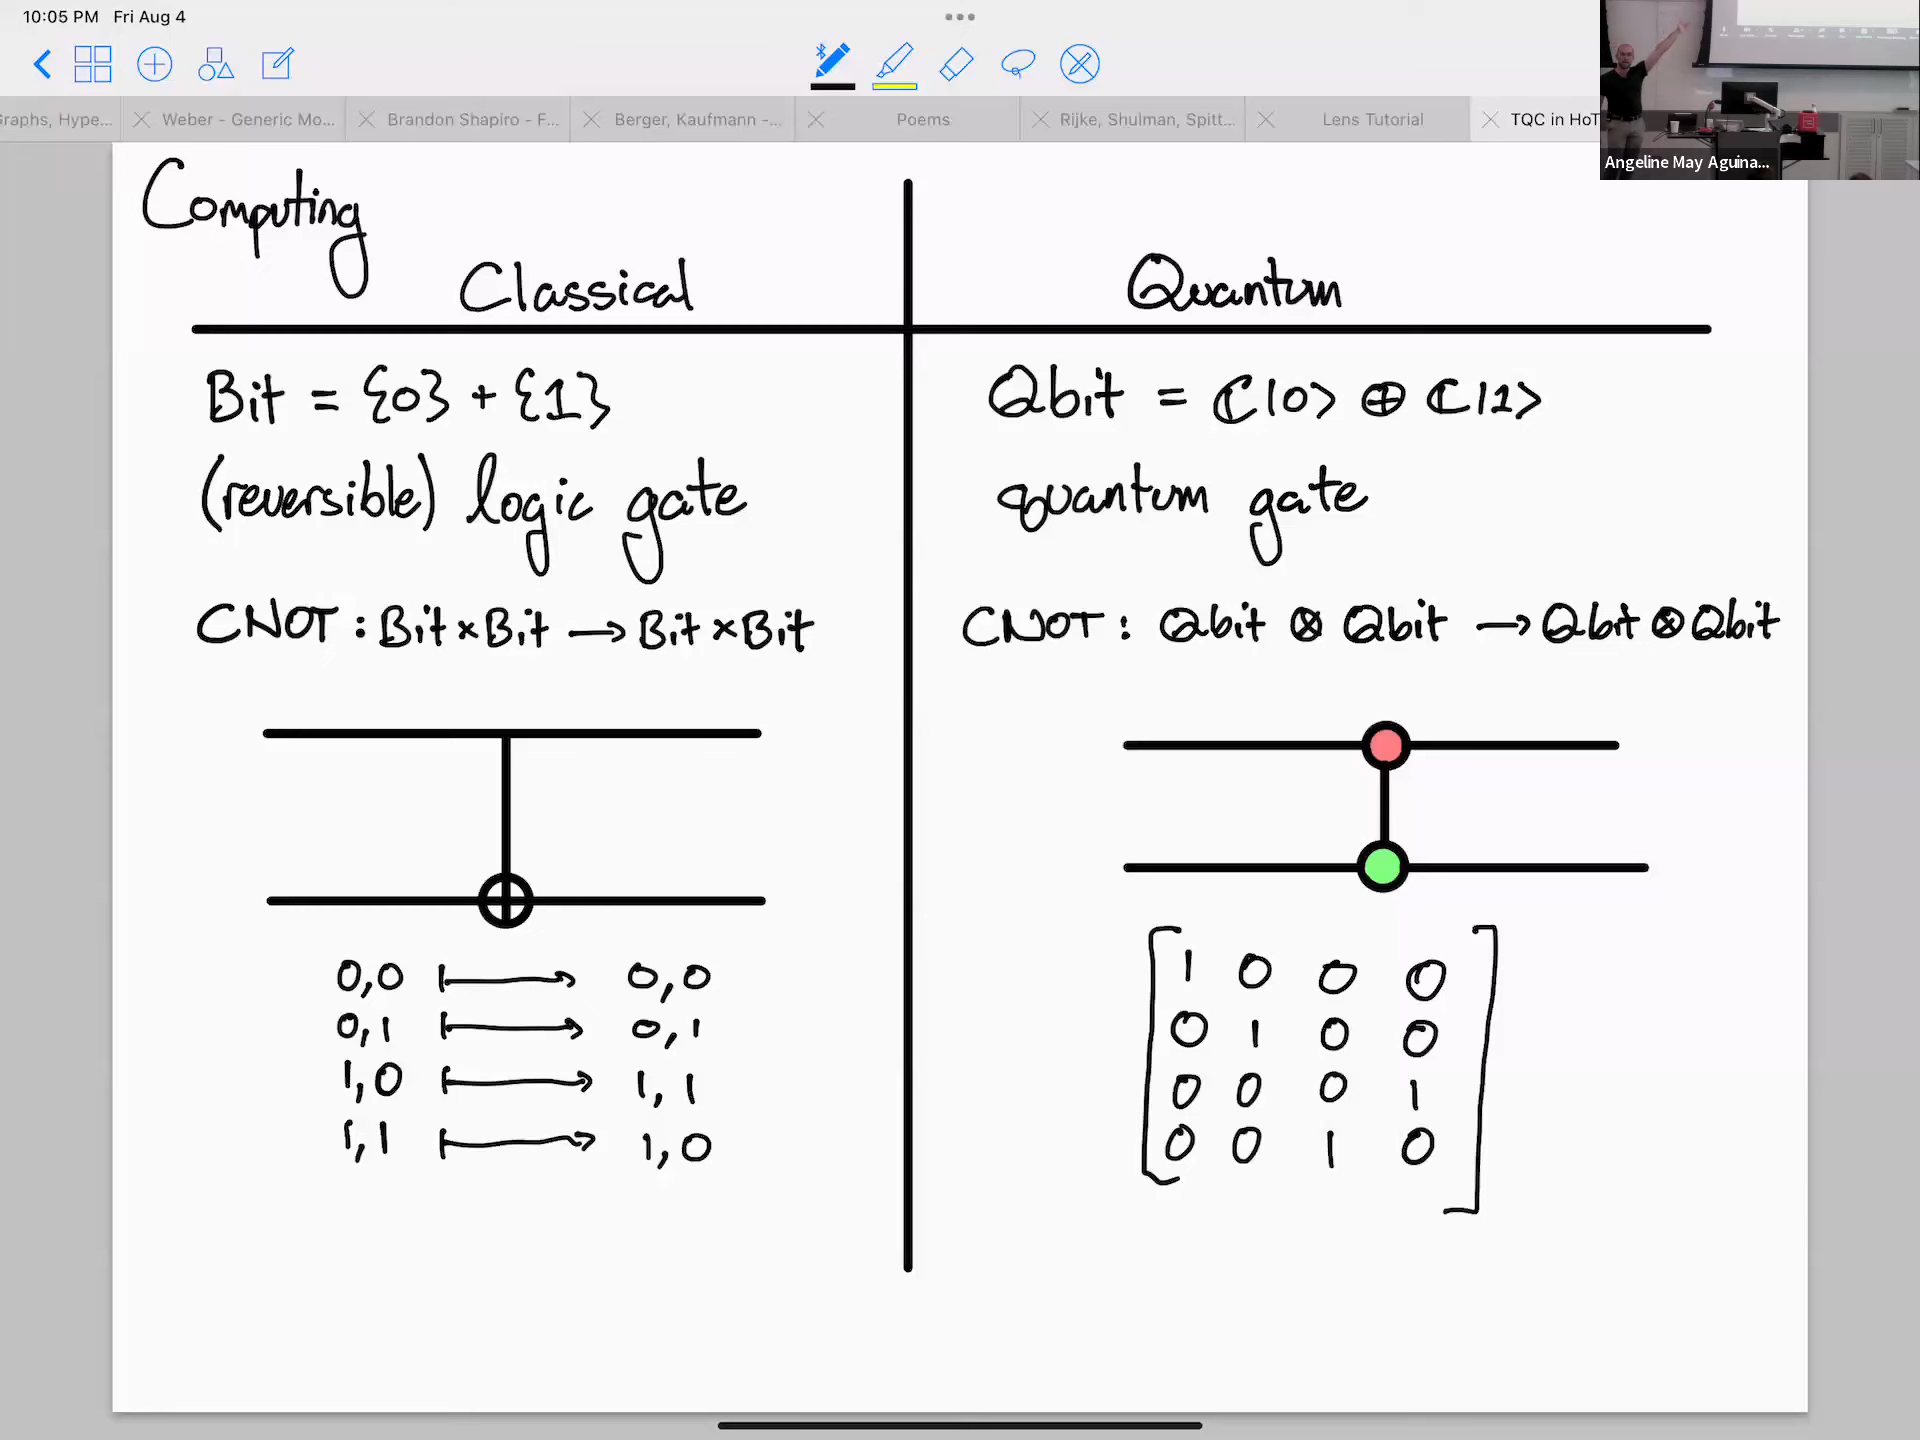 10:05 PM Fri Aug 4
Graphs, Hype... Weber - Generic Mo... Brandon Shapiro - F... Berger, Kaufmann -... Poems Rijke, Shulman, Spitt... Lens Tutorial TQC in HoT
Angeline May Aguina...
Computing
Classical
Quantum
Bit = {0} + {1}
(reversible) logic gate
CNOT : Bit × Bit → Bit × Bit
0,0 ↦ 0,0
0,1 ↦ 0,1
1,0 ↦ 1,1
1,1 ↦ 1,0
Qbit = ℂ|0⟩ ⊕ ℂ|1⟩
quantum gate
CNOT : Qbit ⊗ Qbit → Qbit ⊗ Qbit
1 0 0 0
0 1 0 0
0 0 0 1
0 0 1 0